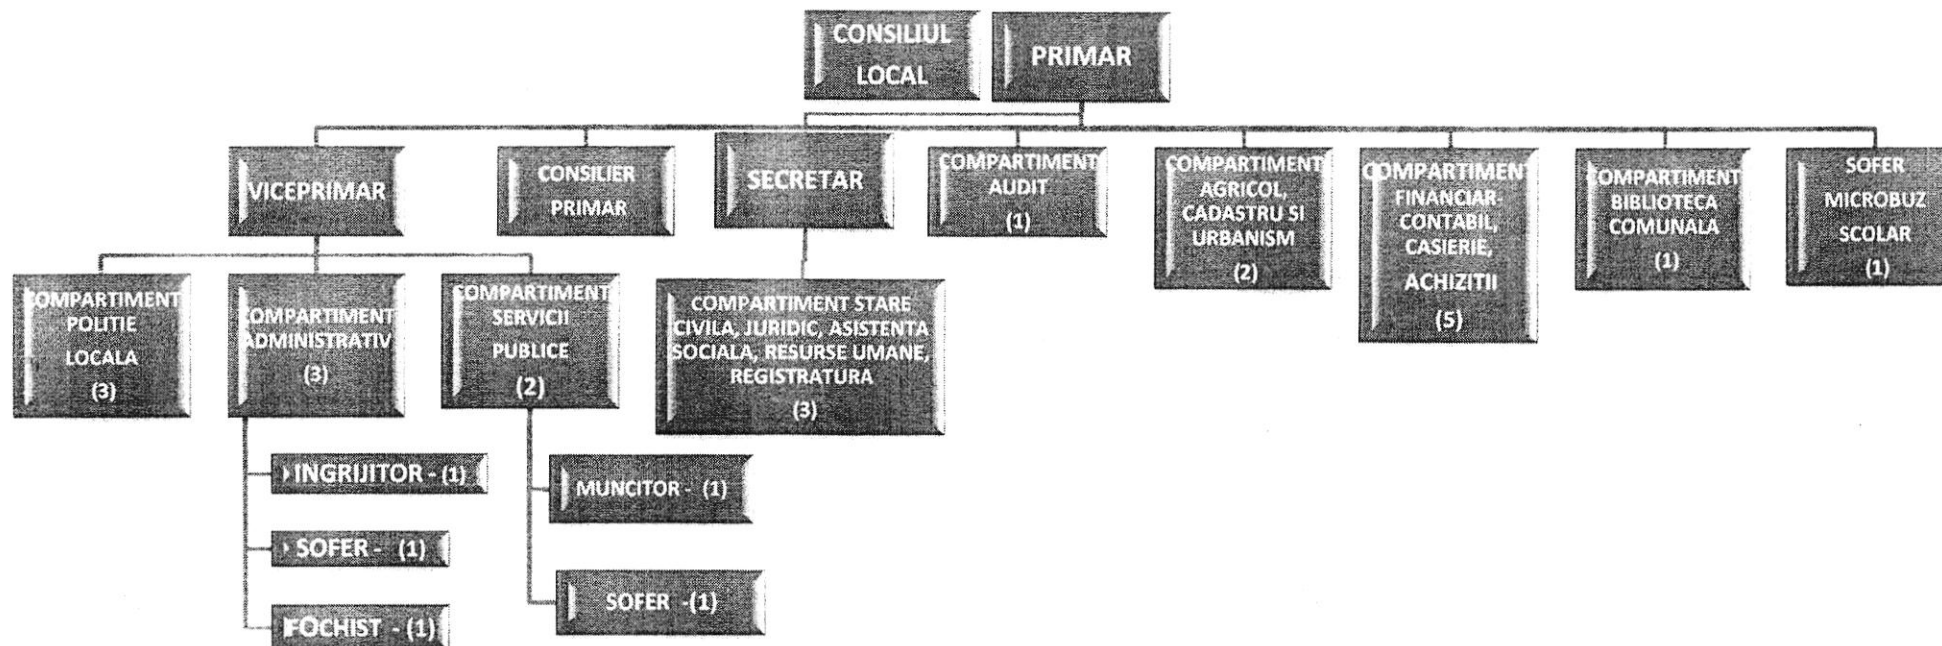 CONSILIUL
LOCAL
PRIMAR
VICEPRIMAR
CONSILIER
PRIMAR
SECRETAR
COMPARTIMENT
AUDIT
(1)
COMPARTIMENT
AGRICOL,
CADASTRU SI
URBANISM
(2)
COMPARTIMENT
FINANCIAR-
CONTABIL,
CASIERIE,
ACHIZITII
(5)
COMPARTIMENT
BIBLIOTECA
COMUNALA
(1)
SOFER
MICROBUZ
SCOLAR
(1)
COMPARTIMENT
POLITIE
LOCALA
(3)
COMPARTIMENT
ADMINISTRATIV
(3)
COMPARTIMENT
SERVICII
PUBLICE
(2)
COMPARTIMENT STARE
CIVILA, JURIDIC, ASISTENTA
SOCIALA, RESURSE UMANE,
REGISTRATURA
(3)
INGRIJITOR - (1)
SOFER - (1)
FOCHIST - (1)
MUNCITOR - (1)
SOFER -(1)